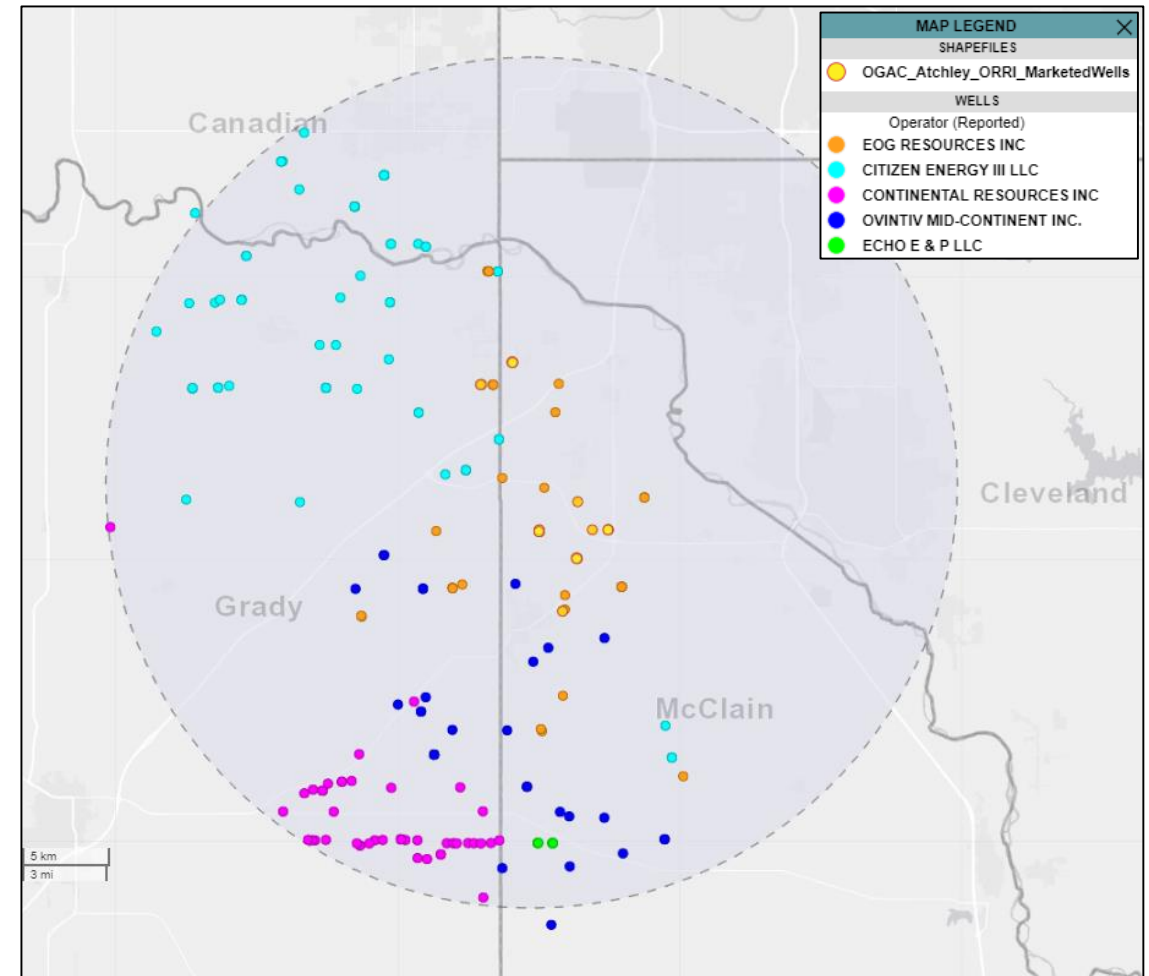 MAP LEGEND
SHAPEFILES
OGAC_Atchley_ORRI_MarketedWells
WELLS
Operator (Reported)
EOG RESOURCES INC
CITIZEN ENERGY III LLC
CONTINENTAL RESOURCES INC
OVINTIV MID-CONTINENT INC.
ECHO E & P LLC
Canadian
Cleveland
Grady
McClain
5 km
3 mi